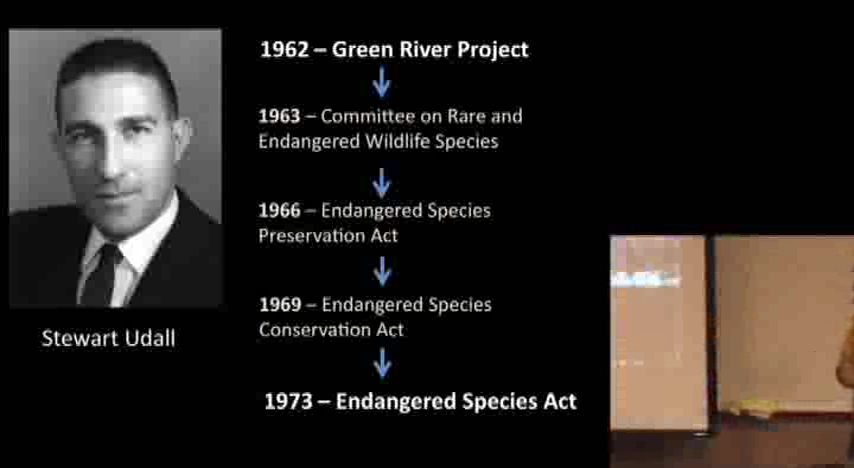 1962 – Green River Project
1963 – Committee on Rare and
Endangered Wildlife Species
1966 – Endangered Species
Preservation Act
1969 – Endangered Species
Conservation Act
1973 – Endangered Species Act
Stewart Udall